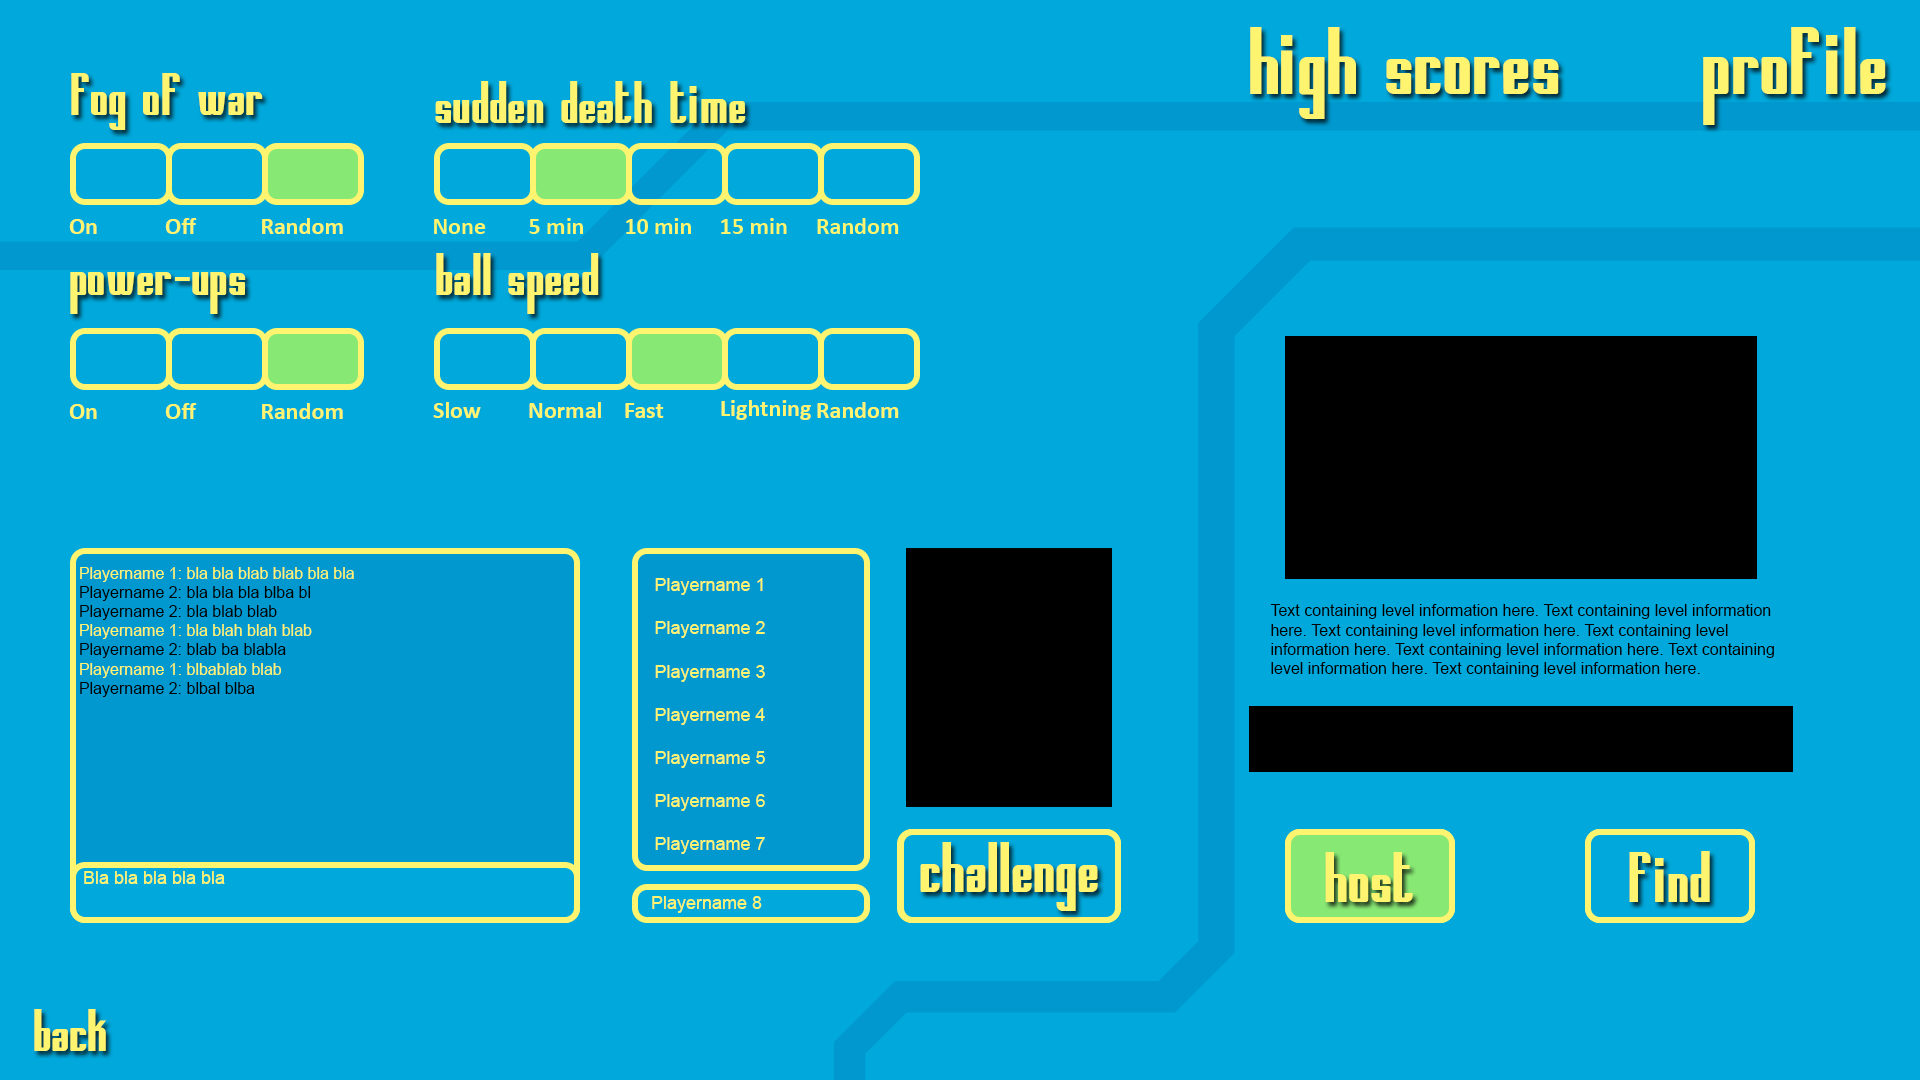 high scores
profile
fog of war
sudden death time
On
Off
Random
None
5 min
10 min
15 min
Random
power-ups
ball speed
On
Off
Random
Slow
Normal
Fast
Lightning
Random
Playername 1: bla bla blab blab bla bla
Playername 2: bla bla bla blba bl
Playername 2: bla blab blab
Playername 1: bla blah blah blab
Playername 2: blab ba blabla
Playername 1: blbablab blab
Playername 2: blbal blba
Bla bla bla bla bla
Playername 1
Playername 2
Playername 3
Playerneme 4
Playername 5
Playername 6
Playername 7
Playername 8
challenge
Text containing level information here. Text containing level information
here. Text containing level information here. Text containing level
information here. Text containing level information here. Text containing
level information here. Text containing level information here.
host
find
back